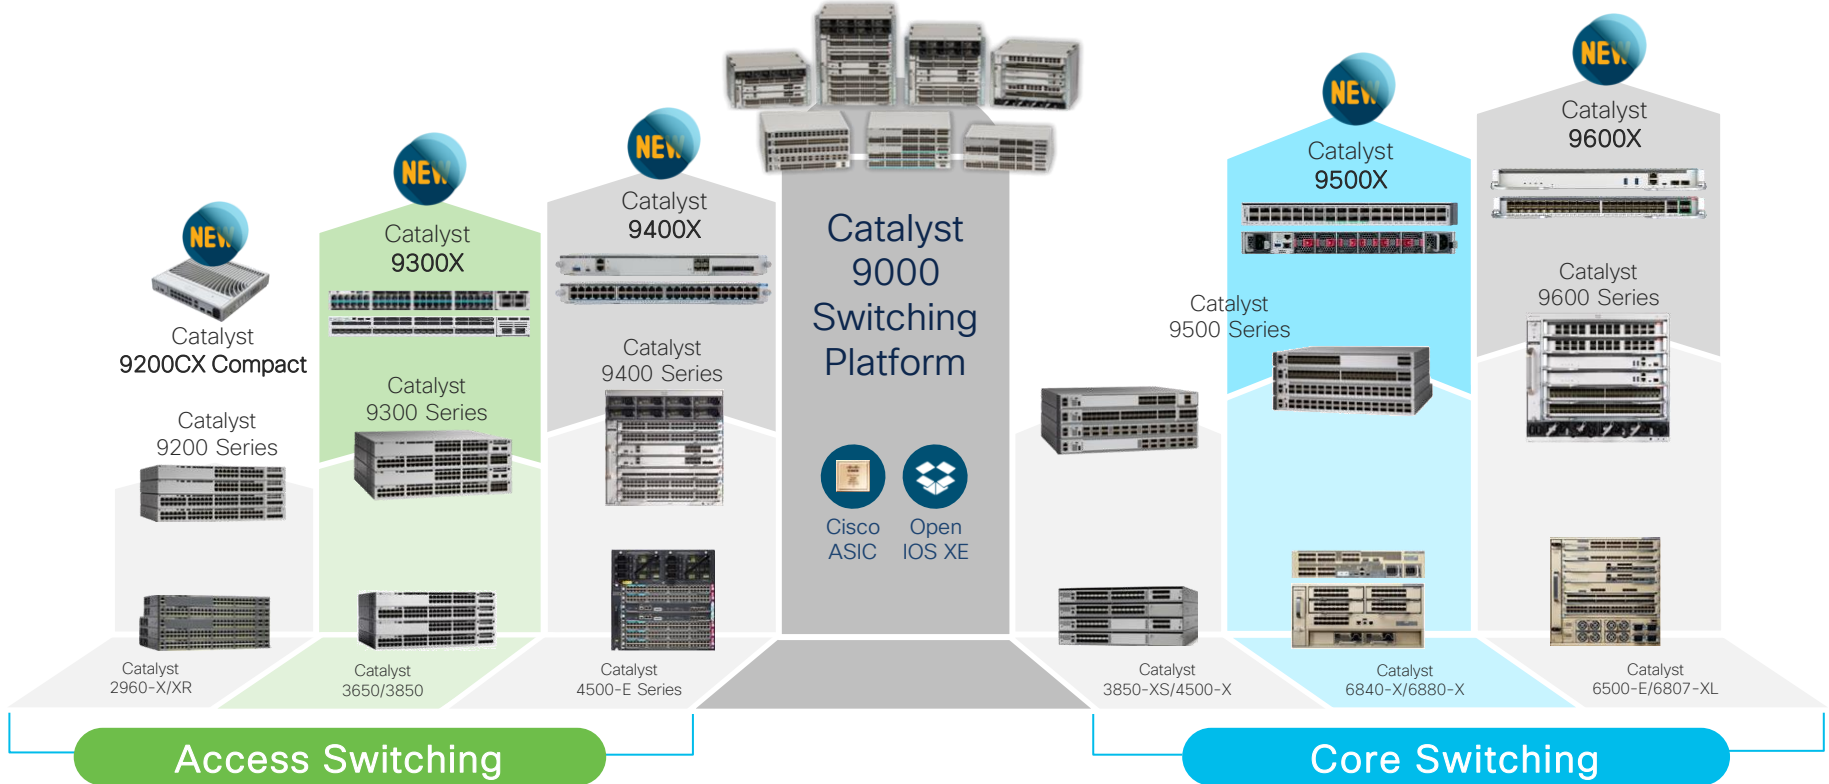 NEW
Catalyst
9200CX Compact
Catalyst
9200 Series
Catalyst
2960-X/XR
NEW
Catalyst
9300X
Catalyst
9300 Series
Catalyst
3650/3850
NEW
Catalyst
9400X
Catalyst
9400 Series
Catalyst
4500-E Series
Access Switching
Catalyst
9000
Switching
Platform
Cisco
ASIC
Open
IOS XE
Catalyst
9500 Series
Catalyst
3850-XS/4500-X
NEW
Catalyst
9500X
Catalyst
6840-X/6880-X
NEW
Catalyst
9600X
Catalyst
9600 Series
Catalyst
6500-E/6807-XL
Core Switching